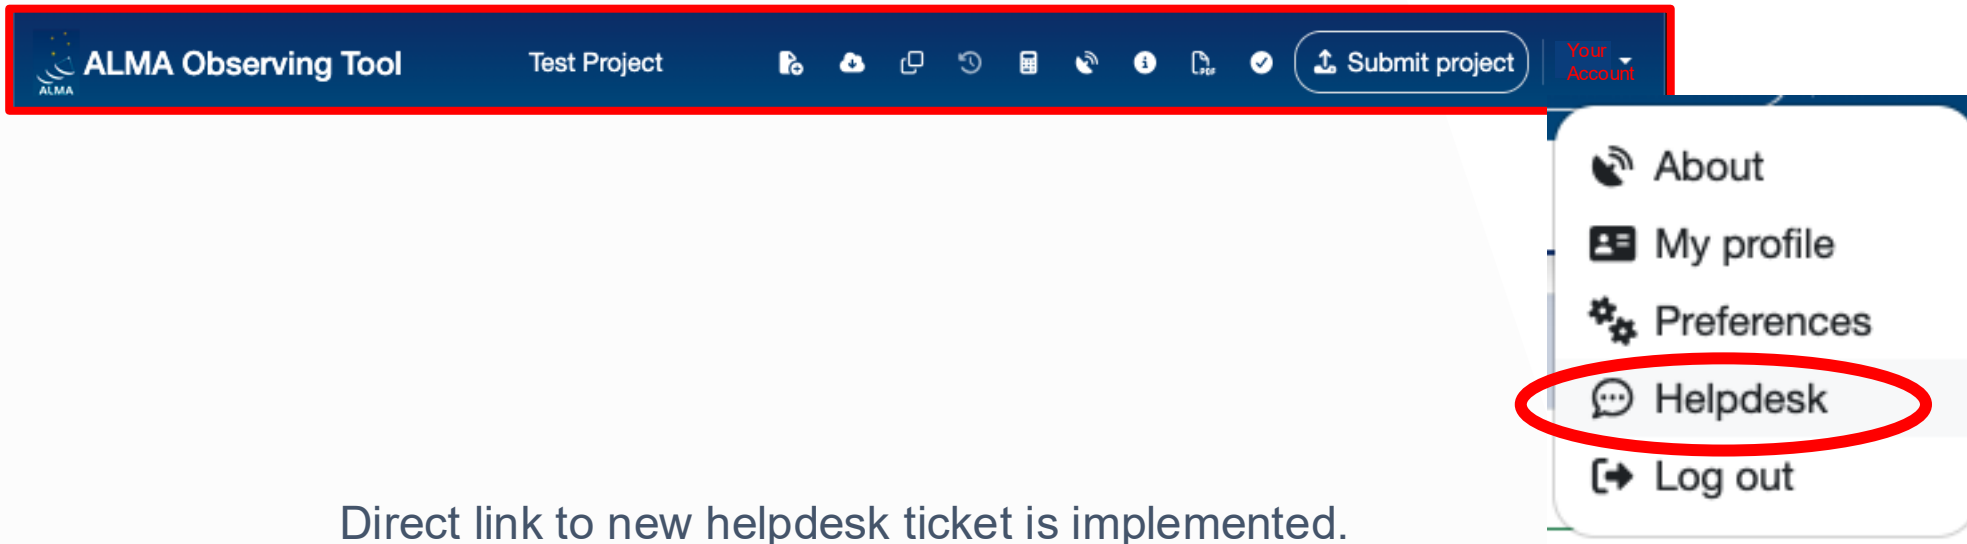 ALMA
ALMA Observing Tool
Test Project
PDF
Submit project
Your
Account
About
My profile
Preferences
Helpdesk
Log out
Direct link to new helpdesk ticket is implemented.